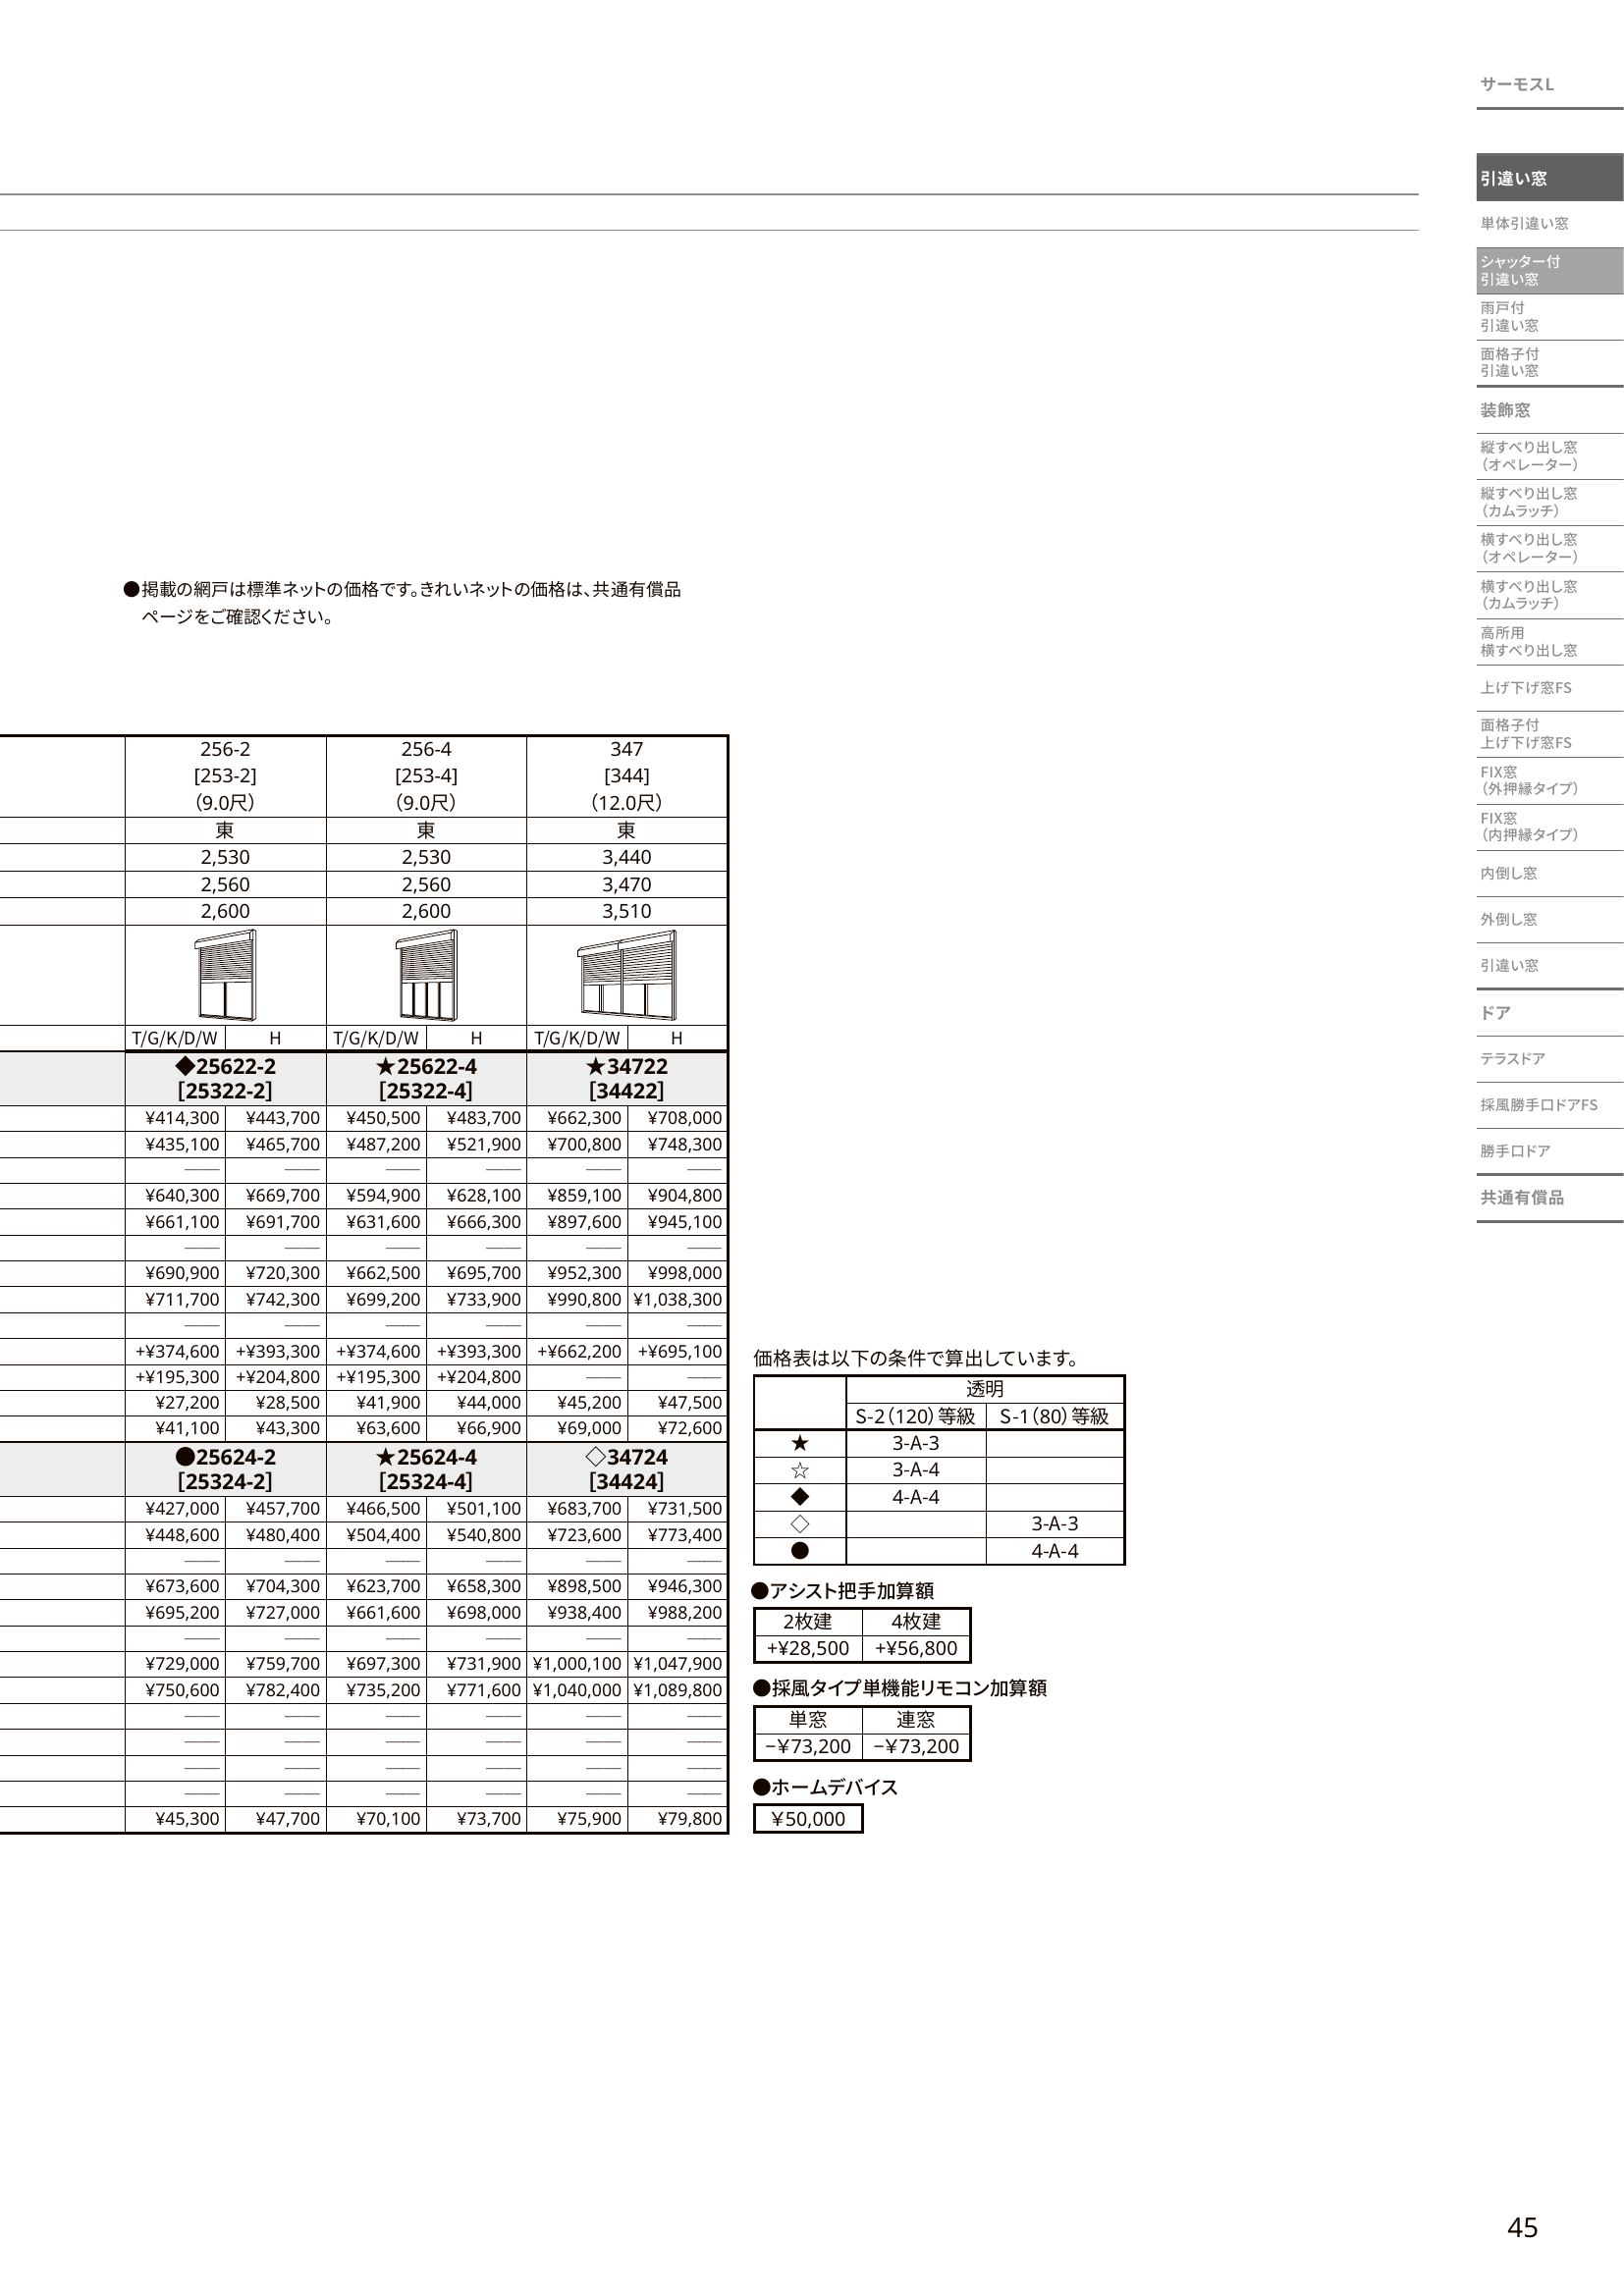 サーモスL
引違い窓
単体引違い窓
シャッター付
引違い窓
雨戸付
引違い窓
面格子付
引違い窓
装飾窓
縦すべり出し窓
（オペレーター）
縦すべり出し窓
（カムラッチ）
横すべり出し窓
（オペレーター）
横すべり出し窓
（カムラッチ）
高所用
横すべり出し窓
上げ下げ窓FS
面格子付
上げ下げ窓FS
FIX窓
（外押縁タイプ）
FIX窓
（内押縁タイプ）
内倒し窓
外倒し窓
引違い窓
ドア
テラスドア
採風勝手口ドアFS
勝手口ドア
共通有償品
●掲載の網戸は標準ネットの価格です。きれいネットの価格は、共通有償品
ページをご確認ください。
256-2 256-4 347
[253-2] [253-4] [344]
（9.0尺） （9.0尺） （12.0尺）
東 東 東
2,530 2,530 3,440
2,560 2,560 3,470
2,600 2,600 3,510
T/G/K/D/W H T/G/K/D/W H T/G/K/D/W H
◆25622-2 ★25622-4 ★34722
[25322-2] [25322-4] [34422]
¥414,300 ¥443,700 ¥450,500 ¥483,700 ¥662,300 ¥708,000
¥435,100 ¥465,700 ¥487,200 ¥521,900 ¥700,800 ¥748,300
—— —— —— —— —— ——
¥640,300 ¥669,700 ¥594,900 ¥628,100 ¥859,100 ¥904,800
¥661,100 ¥691,700 ¥631,600 ¥666,300 ¥897,600 ¥945,100
—— —— —— —— —— ——
¥690,900 ¥720,300 ¥662,500 ¥695,700 ¥952,300 ¥998,000
¥711,700 ¥742,300 ¥699,200 ¥733,900 ¥990,800 ¥1,038,300
—— —— —— —— —— ——
+¥374,600 +¥393,300 +¥374,600 +¥393,300 +¥662,200 +¥695,100
+¥195,300 +¥204,800 +¥195,300 +¥204,800 —— ——
¥27,200 ¥28,500 ¥41,900 ¥44,000 ¥45,200 ¥47,500
¥41,100 ¥43,300 ¥63,600 ¥66,900 ¥69,000 ¥72,600
●25624-2 ★25624-4 ◇34724
[25324-2] [25324-4] [34424]
¥427,000 ¥457,700 ¥466,500 ¥501,100 ¥683,700 ¥731,500
¥448,600 ¥480,400 ¥504,400 ¥540,800 ¥723,600 ¥773,400
—— —— —— —— —— ——
¥673,600 ¥704,300 ¥623,700 ¥658,300 ¥898,500 ¥946,300
¥695,200 ¥727,000 ¥661,600 ¥698,000 ¥938,400 ¥988,200
—— —— —— —— —— ——
¥729,000 ¥759,700 ¥697,300 ¥731,900 ¥1,000,100 ¥1,047,900
¥750,600 ¥782,400 ¥735,200 ¥771,600 ¥1,040,000 ¥1,089,800
—— —— —— —— —— ——
—— —— —— —— —— ——
—— —— —— —— —— ——
—— —— —— —— —— ——
¥45,300 ¥47,700 ¥70,100 ¥73,700 ¥75,900 ¥79,800
価格表は以下の条件で算出しています。
透明
S-2（120）等級 S-1（80）等級
★ 3-A-3
☆ 3-A-4
◆ 4-A-4
◇ 3-A-3
● 4-A-4
●アシスト把手加算額
2枚建 4枚建
+¥28,500 +¥56,800
●採風タイプ単機能リモコン加算額
単窓 連窓
−¥73,200 −¥73,200
●ホームデバイス
¥50,000
45